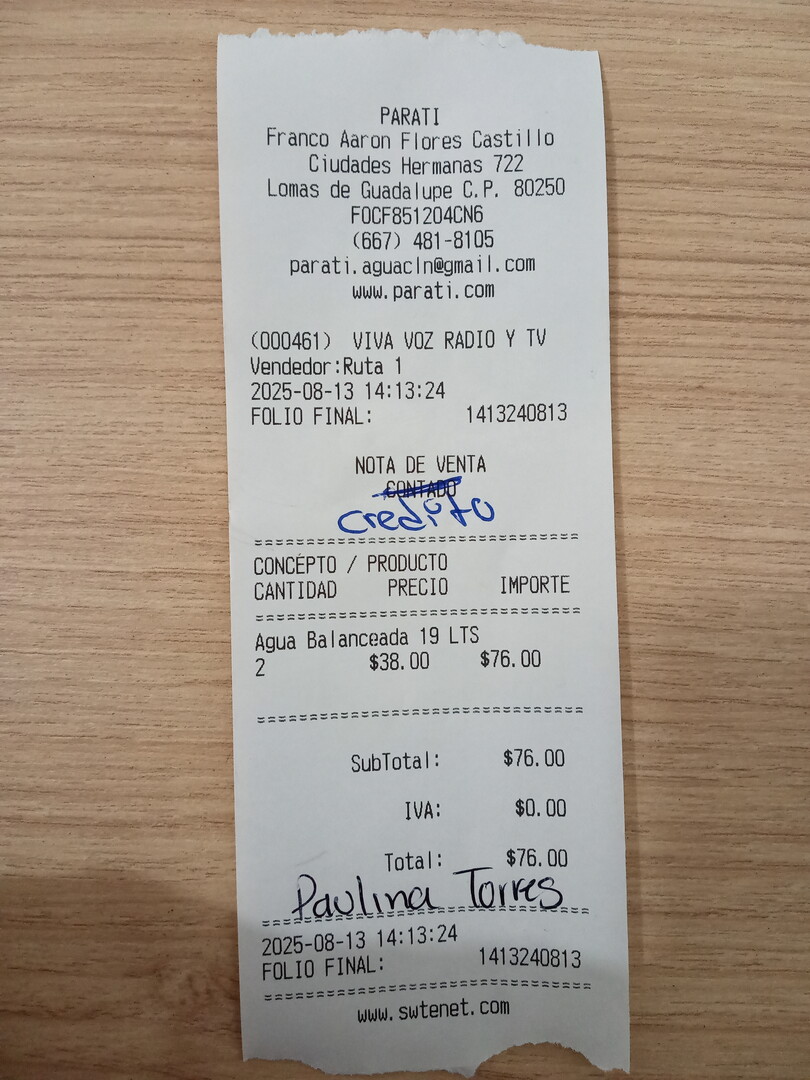 PARATI
Franco Aaron Flores Castillo
Ciudades Hermanas 722
Lomas de Guadalupe C.P. 80250
FOCF851204CN6
(667) 481-8105
parati.aguacln@gmail.com
www.parati.com
(000461) VIVA VOZ RADIO Y TV
Vendedor:Ruta 1
2025-08-13 14:13:24
FOLIO FINAL: 1413240813
NOTA DE VENTA
CONTADO
credito
CONCEPTO / PRODUCTO
CANTIDAD PRECIO IMPORTE
Agua Balanceada 19 LTS
2 $38.00 $76.00
SubTotal: $76.00
IVA: $0.00
Total: $76.00
Paulina Torres
2025-08-13 14:13:24
FOLIO FINAL: 1413240813
www.swtenet.com